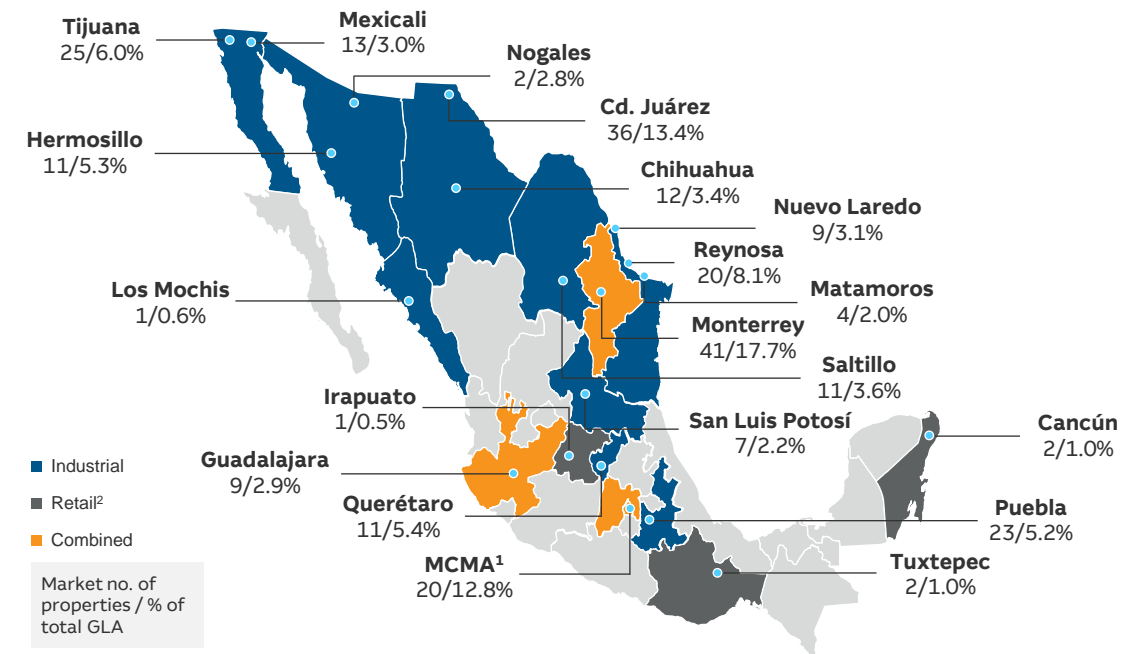 Tijuana
25/6.0%
Mexicali
13/3.0%
Nogales
2/2.8%
Cd. Juárez
36/13.4%
Hermosillo
11/5.3%
Chihuahua
12/3.4%
Nuevo Laredo
9/3.1%
Reynosa
20/8.1%
Los Mochis
1/0.6%
Matamoros
4/2.0%
Monterrey
41/17.7%
Saltillo
11/3.6%
Irapuato
1/0.5%
San Luis Potosí
7/2.2%
Cancún
2/1.0%
Guadalajara
9/2.9%
Querétaro
11/5.4%
Puebla
23/5.2%
MCMA¹
20/12.8%
Tuxtepec
2/1.0%
Industrial
Retail²
Combined
Market no. of
properties / % of
total GLA